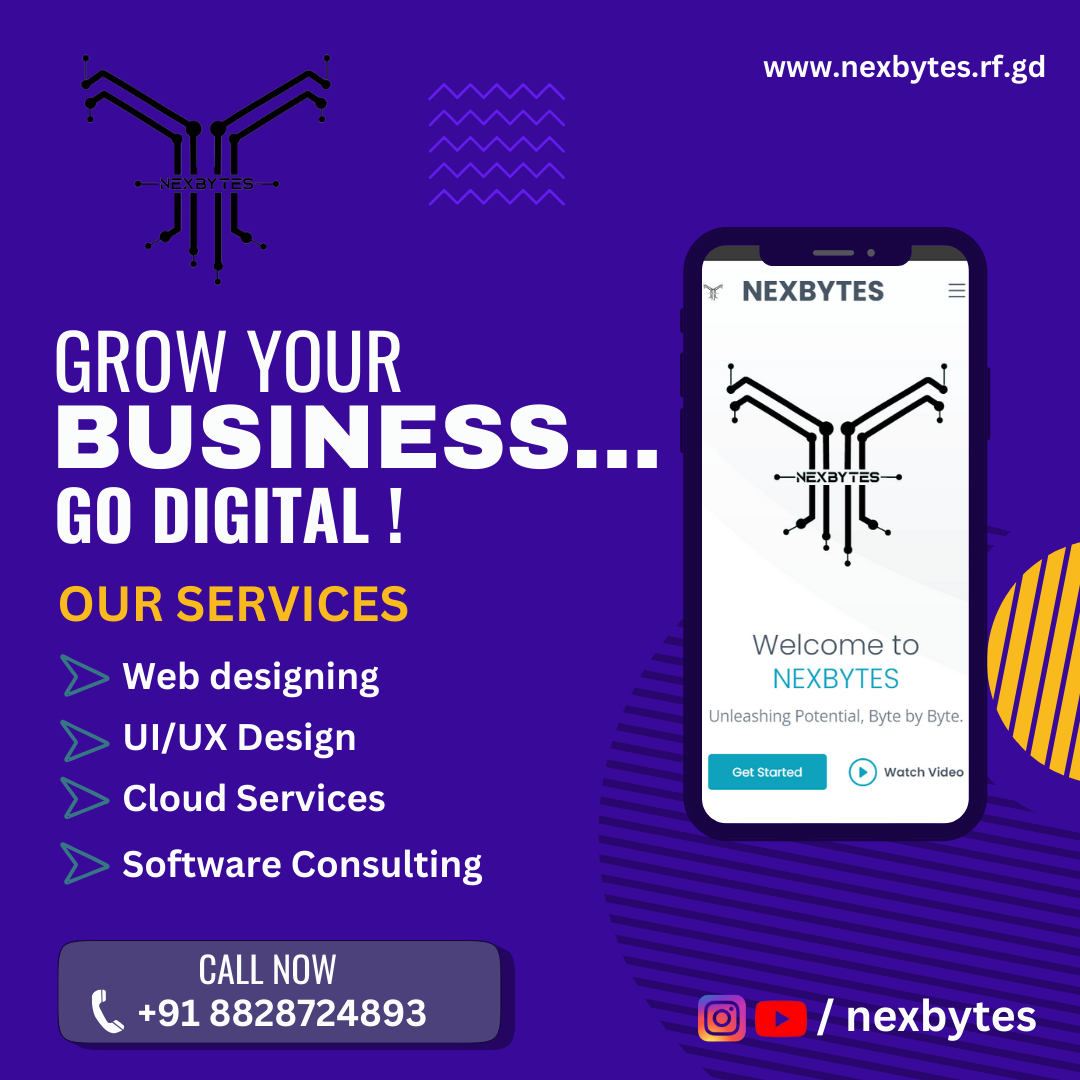 www.nexbytes.rf.gd
NEXBYTES
GROW YOUR
BUSINESS...
GO DIGITAL !
OUR SERVICES
Web designing
UI/UX Design
Cloud Services
Software Consulting
CALL NOW
+91 8828724893
NEXBYTES
NEXBYTES
Welcome to
NEXBYTES
Unleashing Potential, Byte by Byte.
Get Started
Watch Video
/ nexbytes